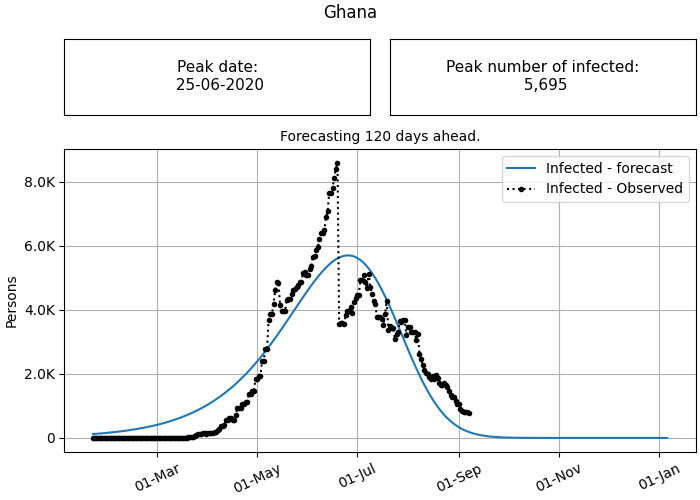 Ghana
Peak date:
25-06-2020
Peak number of infected:
5,695
Forecasting 120 days ahead.
Infected - forecast
Infected - Observed
8.0K
6.0K
4.0K
2.0K
0
Persons
01-Mar
01-May
01-Jul
01-Sep
01-Nov
01-Jan